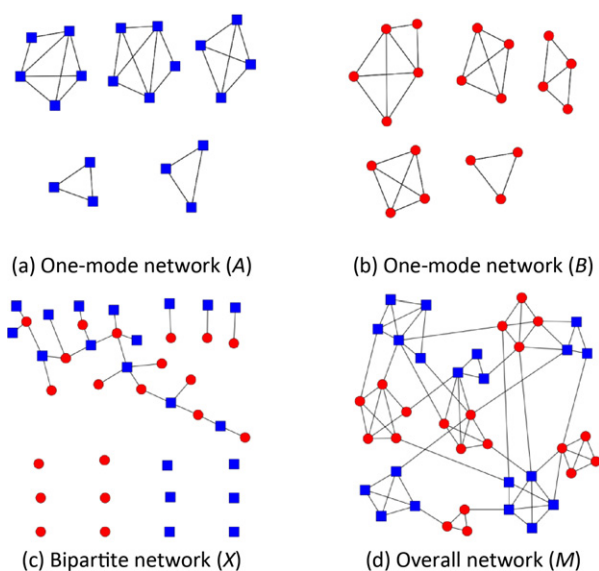 (a) One-mode network (A)
(b) One-mode network (B)
(c) Bipartite network (X)
(d) Overall network (M)